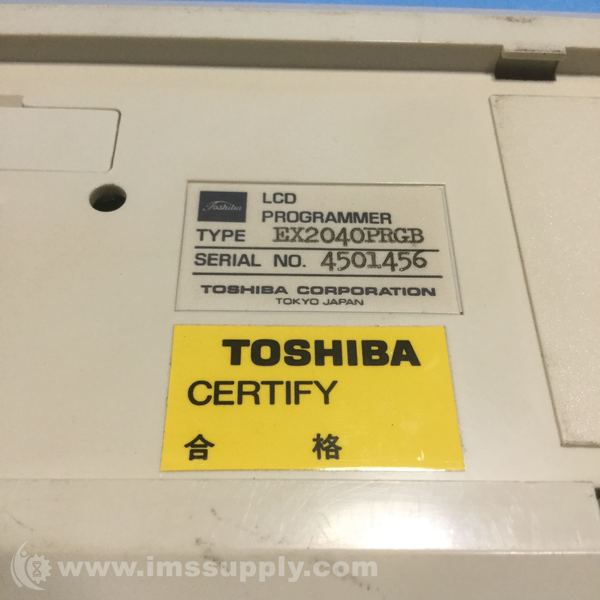 Toshiba
LCD
PROGRAMMER
TYPE EX2040PRGB
SERIAL NO. 4501456
TOSHIBA CORPORATION
TOKYO JAPAN
TOSHIBA
CERTIFY
合 格
www.imssupply.com